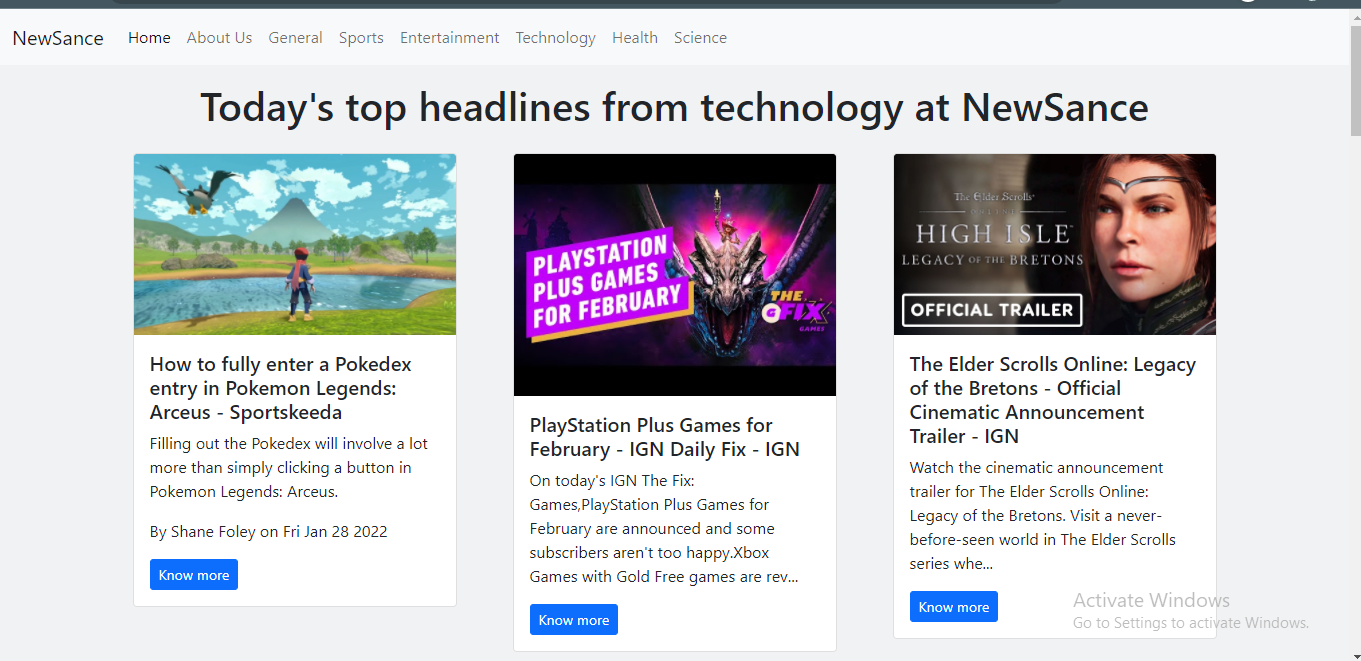 NewSance Home About Us General Sports Entertainment Technology Health Science
Today's top headlines from technology at NewSance
How to fully enter a Pokedex
entry in Pokemon Legends:
Arceus - Sportskeeda
Filling out the Pokedex will involve a lot
more than simply clicking a button in
Pokemon Legends: Arceus.
By Shane Foley on Fri Jan 28 2022
Know more
PLAYSTATION
PLUS GAMES
FOR FEBRUARY
THE
FIX
GAMES
PlayStation Plus Games for
February - IGN Daily Fix - IGN
On today's IGN The Fix:
Games,PlayStation Plus Games for
February are announced and some
subscribers aren't too happy.Xbox
Games with Gold Free games are rev...
Know more
The Elder Scrolls
ONLINE
HIGH ISLE
LEGACY OF THE BRETONS
OFFICIAL TRAILER
The Elder Scrolls Online: Legacy
of the Bretons - Official
Cinematic Announcement
Trailer - IGN
Watch the cinematic announcement
trailer for The Elder Scrolls Online:
Legacy of the Bretons. Visit a never-
before-seen world in The Elder Scrolls
series whe...
Know more
Activate Windows
Go to Settings to activate Windows.